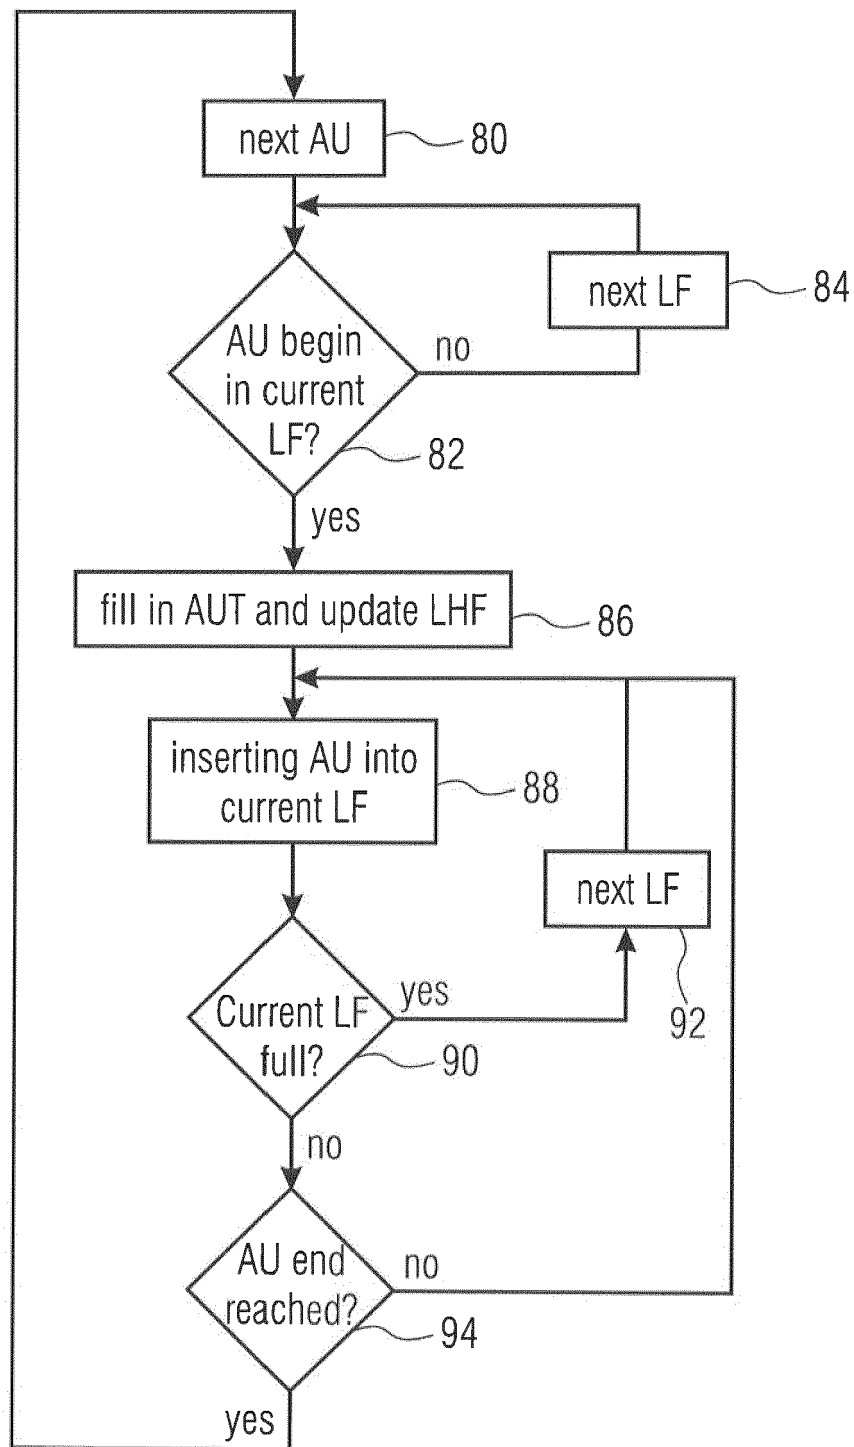 next AU
80
next LF
84
AU begin
in current
LF?
no
82
yes
fill in AUT and update LHF
86
inserting AU into
current LF
88
next LF
92
Current LF
full?
yes
90
no
AU end
reached?
no
94
yes